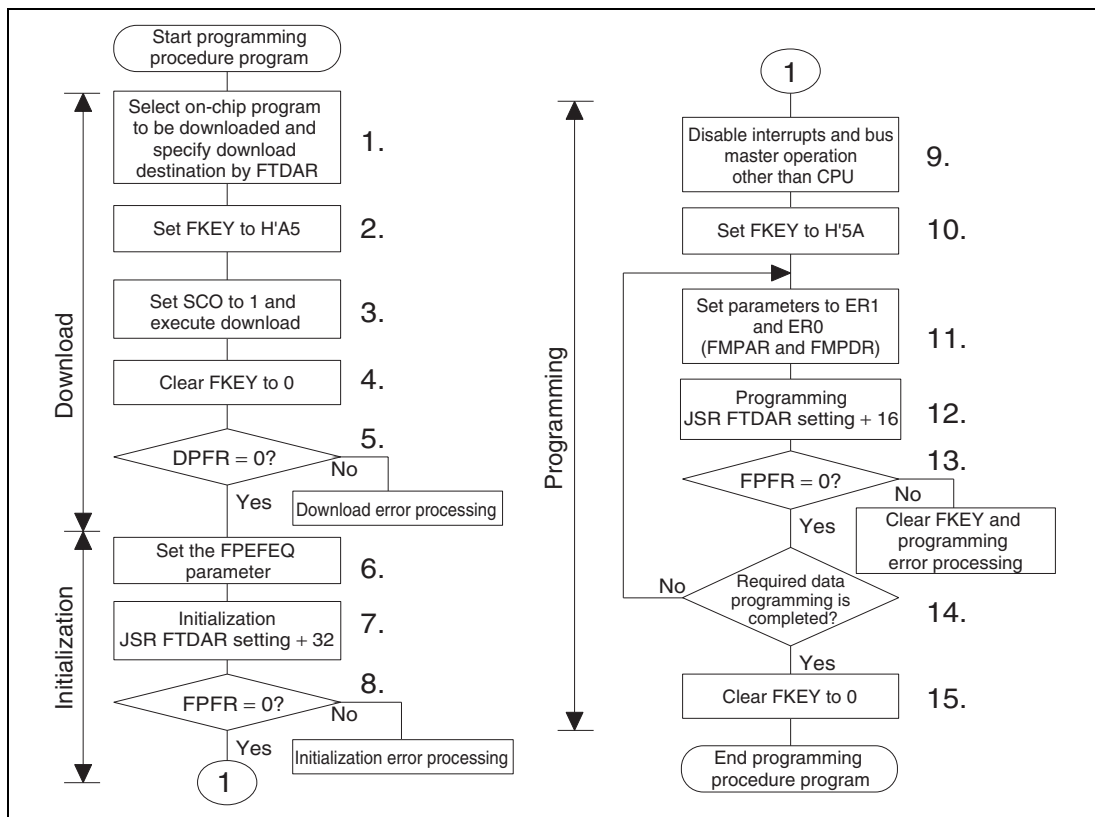 Start programming
procedure program
Download
Select on-chip program
to be downloaded and
specify download
destination by FTDAR
1.
Set FKEY to H'A5
2.
Set SCO to 1 and
execute download
3.
Clear FKEY to 0
4.
DPFR = 0?
5.
No
Yes
Download error processing
Initialization
Set the FPEFEQ
parameter
6.
Initialization
JSR FTDAR setting + 32
7.
FPFR = 0?
8.
No
Yes
Initialization error processing
1
1
Programming
Disable interrupts and bus
master operation
other than CPU
9.
Set FKEY to H'5A
10.
Set parameters to ER1
and ER0
(FMPAR and FMPDR)
11.
Programming
JSR FTDAR setting + 16
12.
FPFR = 0?
13.
No
Yes
Clear FKEY and
programming
error processing
Required data
programming is
completed?
14.
No
Yes
Clear FKEY to 0
15.
End programming
procedure program